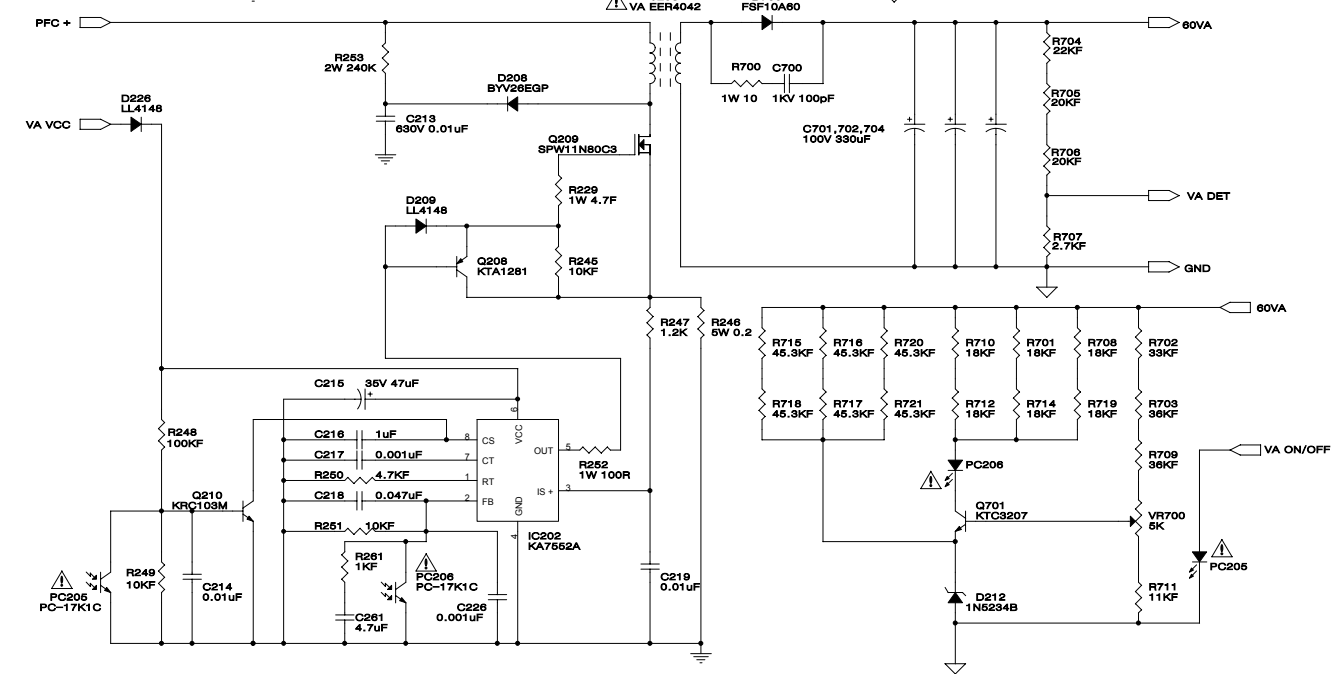 VA EER4042
FSF10A60
PFC +
60VA
R253
2W 240K
R704
22KF
R700
C700
1W 10
1KV 100pF
D208
BYV26EGP
R705
20KF
D226
LL4148
VA VCC
C213
630V 0.01uF
C701,702,704
100V 330uF
Q209
SPW11N80C3
R706
20KF
R229
1W 4.7F
VA DET
D209
LL4148
R707
2.7KF
Q208
KTA1281
R245
10KF
GND
60VA
R247
1.2K
R246
5W 0.2
R715
45.3KF
R716
45.3KF
R720
45.3KF
R710
18KF
R701
18KF
R708
18KF
R702
33KF
C215
35V 47uF
R718
45.3KF
R717
45.3KF
R721
45.3KF
R712
18KF
R714
18KF
R719
18KF
R703
36KF
R248
100KF
C216
1uF
8
CS
6
VCC
OUT
5
R252
1W 100R
C217
0.001uF
7
CT
R250
4.7KF
1
RT
IS +
3
C218
0.047uF
2
FB
GND
4
IC202
KA7552A
R709
36KF
VA ON/OFF
PC206
Q210
KRC103M
R251
10KF
Q701
KTC3207
VR700
5K
R261
1KF
PC206
PC-17K1C
PC205
PC205
PC-17K1C
R249
10KF
C214
0.01uF
C219
0.01uF
C261
4.7uF
C226
0.001uF
D212
1N5234B
R711
11KF